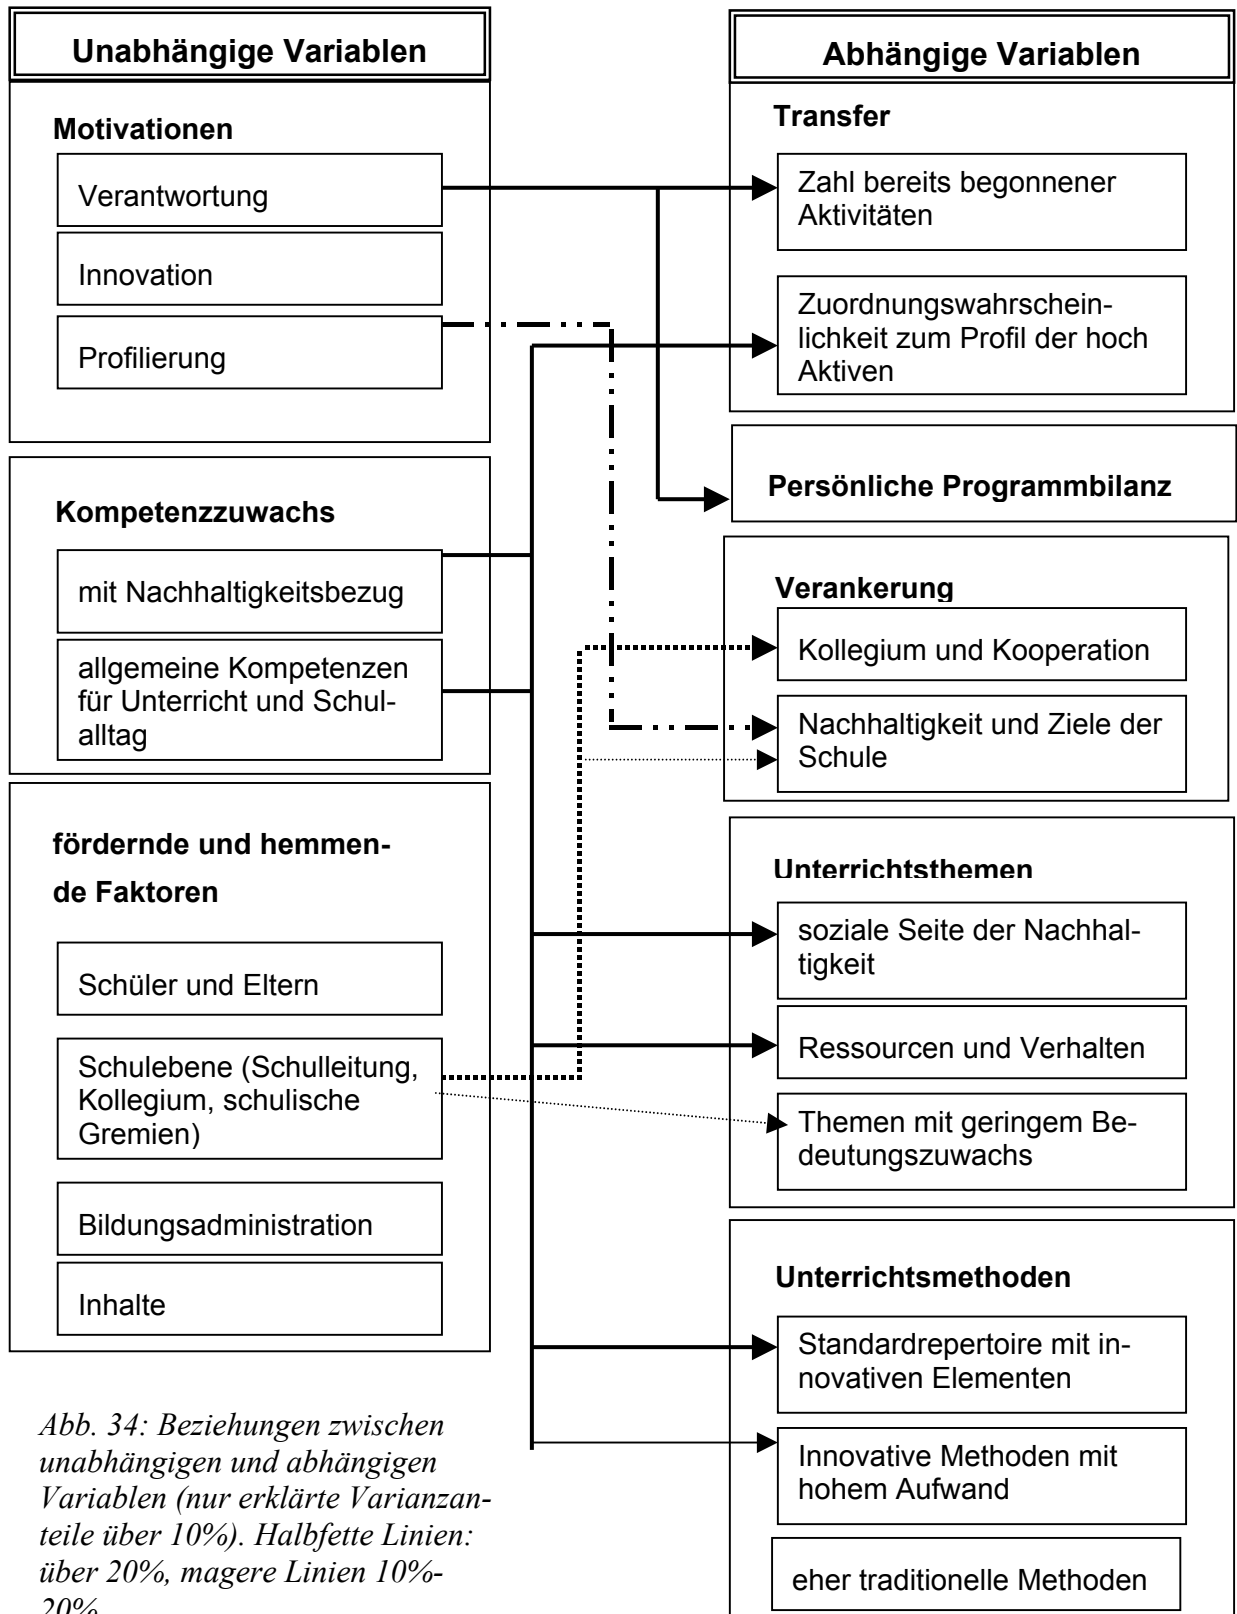 Unabhängige Variablen
Motivationen
Verantwortung
Innovation
Profilierung
Kompetenzzuwachs
mit Nachhaltigkeitsbezug
allgemeine Kompetenzen
für Unterricht und Schul-
alltag
fördernde und hemmen-
de Faktoren
Schüler und Eltern
Schulebene (Schulleitung,
Kollegium, schulische
Gremien)
Bildungsadministration
Inhalte
Abhängige Variablen
Transfer
Zahl bereits begonnener
Aktivitäten
Zuordnungswahrschein-
lichkeit zum Profil der hoch
Aktiven
Persönliche Programmbilanz
Verankerung
Kollegium und Kooperation
Nachhaltigkeit und Ziele der
Schule
Unterrichtsthemen
soziale Seite der Nachhal-
tigkeit
Ressourcen und Verhalten
Themen mit geringem Be-
deutungszuwachs
Unterrichtsmethoden
Standardrepertoire mit in-
novativen Elementen
Innovative Methoden mit
hohem Aufwand
eher traditionelle Methoden
Abb. 34: Beziehungen zwischen
unabhängigen und abhängigen
Variablen (nur erklärte Varianzan-
teile über 10%). Halbfette Linien:
über 20%, magere Linien 10%-
20%